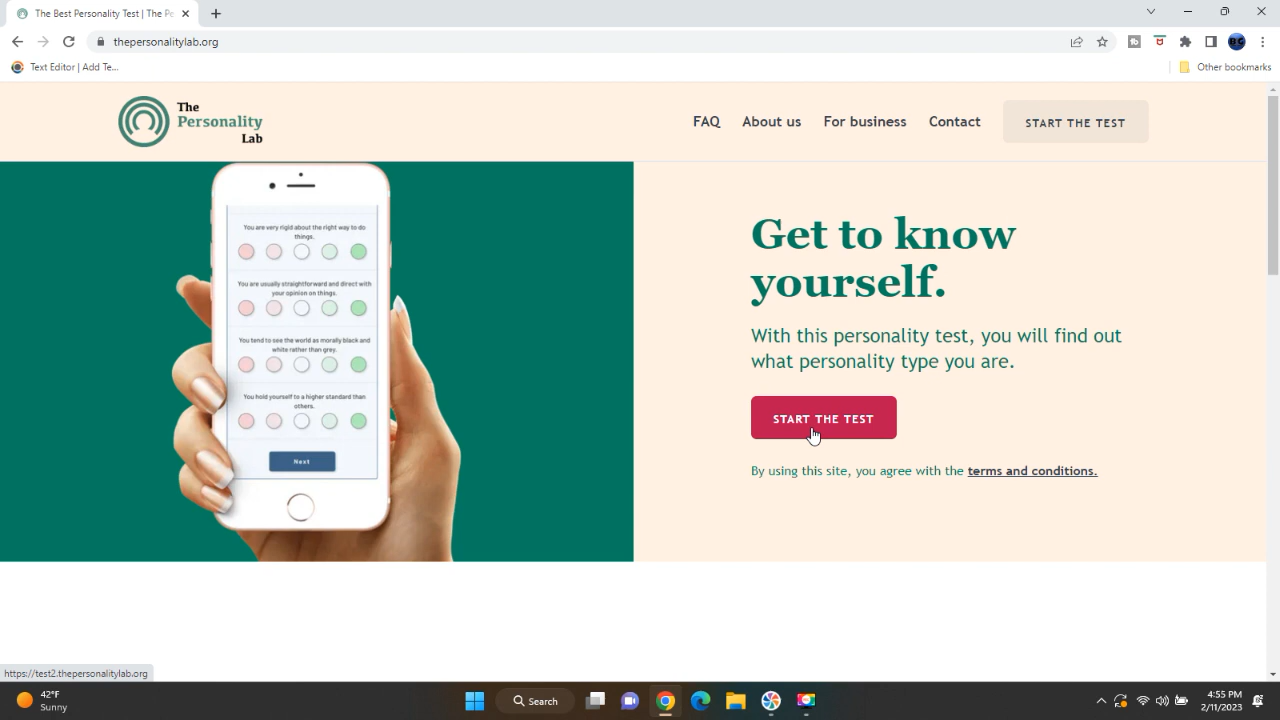 The Best Personality Test | The Pe
thepersonalitylab.org
Text Editor | Add Te...
Other bookmarks
The
Personality
Lab
FAQ
About us
For business
Contact
START THE TEST
You are very rigid about the right way to do
things.
You are usually straightforward and direct with
your opinion on things.
You tend to see the world as morally black and
white rather than grey.
You hold yourself to a higher standard than
others.
Next
Get to know
yourself.
With this personality test, you will find out
what personality type you are.
START THE TEST
By using this site, you agree with the terms and conditions.
https://test2.thepersonalitylab.org
42°F
Sunny
Search
4:55 PM
2/11/2023